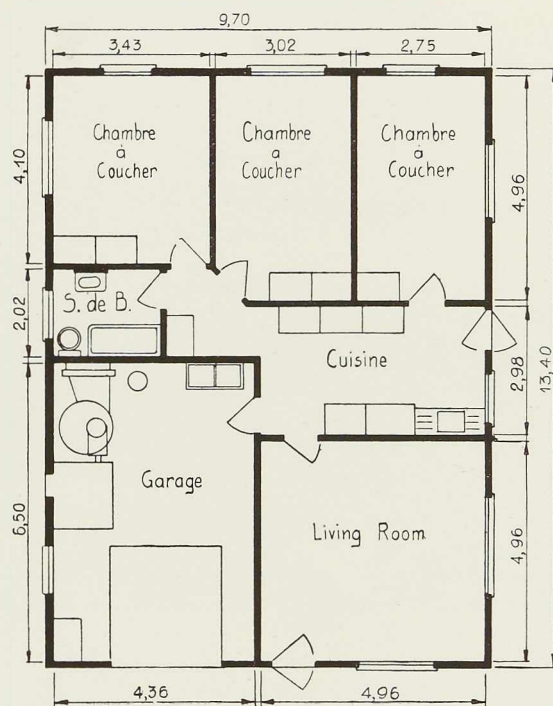 9,70
3,43 3,02 2,75
Chambre
à
Coucher
Chambre
a
Coucher
Chambre
à
Coucher
4,10
4,96
2,02
S. de B.
Cuisine
2,98
13,40
6,50
Garage
Living Room
4,96
4,36 4,96